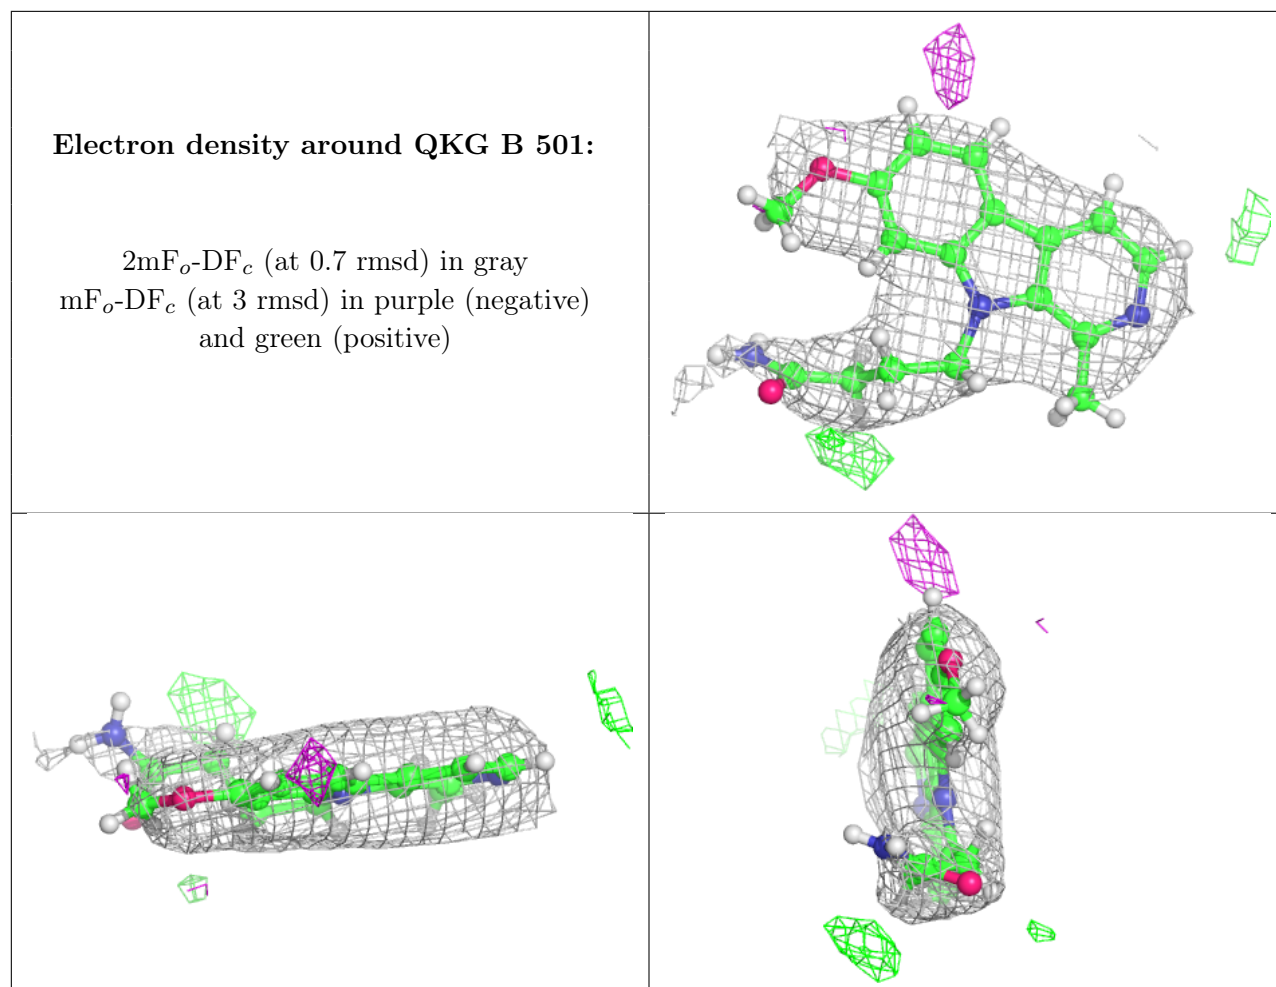 Electron density around QKG B 501:
2mFₒ-DF𝒸 (at 0.7 rmsd) in gray
mFₒ-DF𝒸 (at 3 rmsd) in purple (negative)
and green (positive)